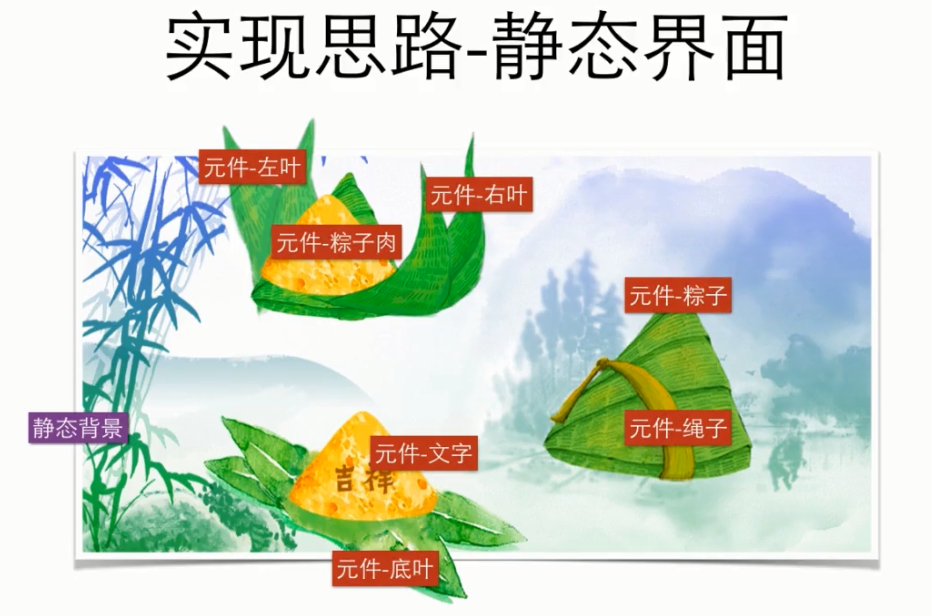 实现思路-静态界面
元件-左叶
元件-右叶
元件-粽子肉
元件-粽子
静态背景
元件-绳子
元件-文字
吉祥
元件-底叶